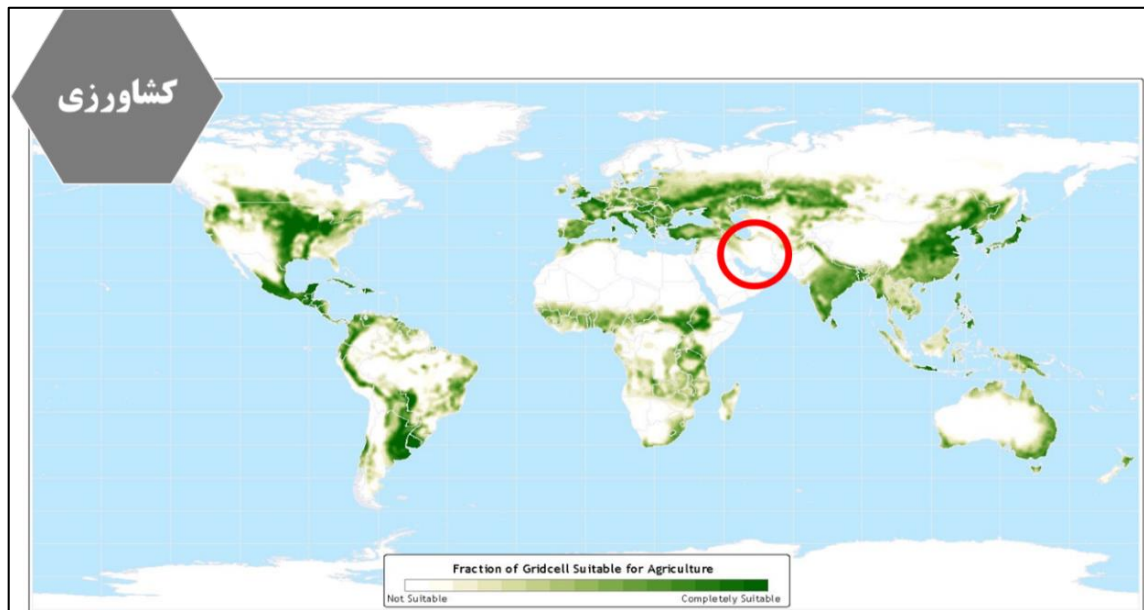 کشاورزی
Fraction of Gridcell Suitable for Agriculture
Not Suitable
Completely Suitable